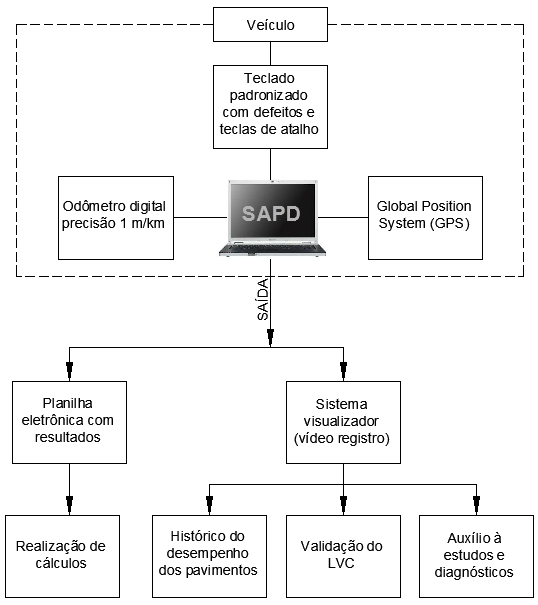 Veículo
Teclado
padronizado
com defeitos e
teclas de atalho
Odômetro digital
precisão 1 m/km
SAPD
Global Position
System (GPS)
SAÍDA
Planilha
eletrônica com
resultados
Sistema
visualizador
(vídeo registro)
Realização de
cálculos
Histórico do
desempenho
dos pavimentos
Validação do
LVC
Auxílio à
estudos e
diagnósticos